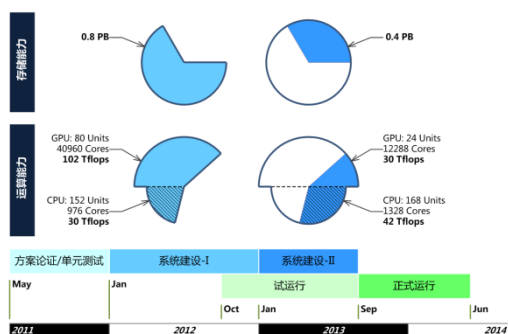 存储能力
0.8 PB
0.4 PB
运算能力
GPU: 80 Units
40960 Cores
102 Tflops
GPU: 24 Units
12288 Cores
30 Tflops
CPU: 152 Units
976 Cores
30 Tflops
CPU: 168 Units
1328 Cores
42 Tflops
方案论证/单元测试
系统建设-I
系统建设-II
试运行
正式运行
May
Jan
Oct
Jan
Sep
Jun
2011
2012
2013
2014